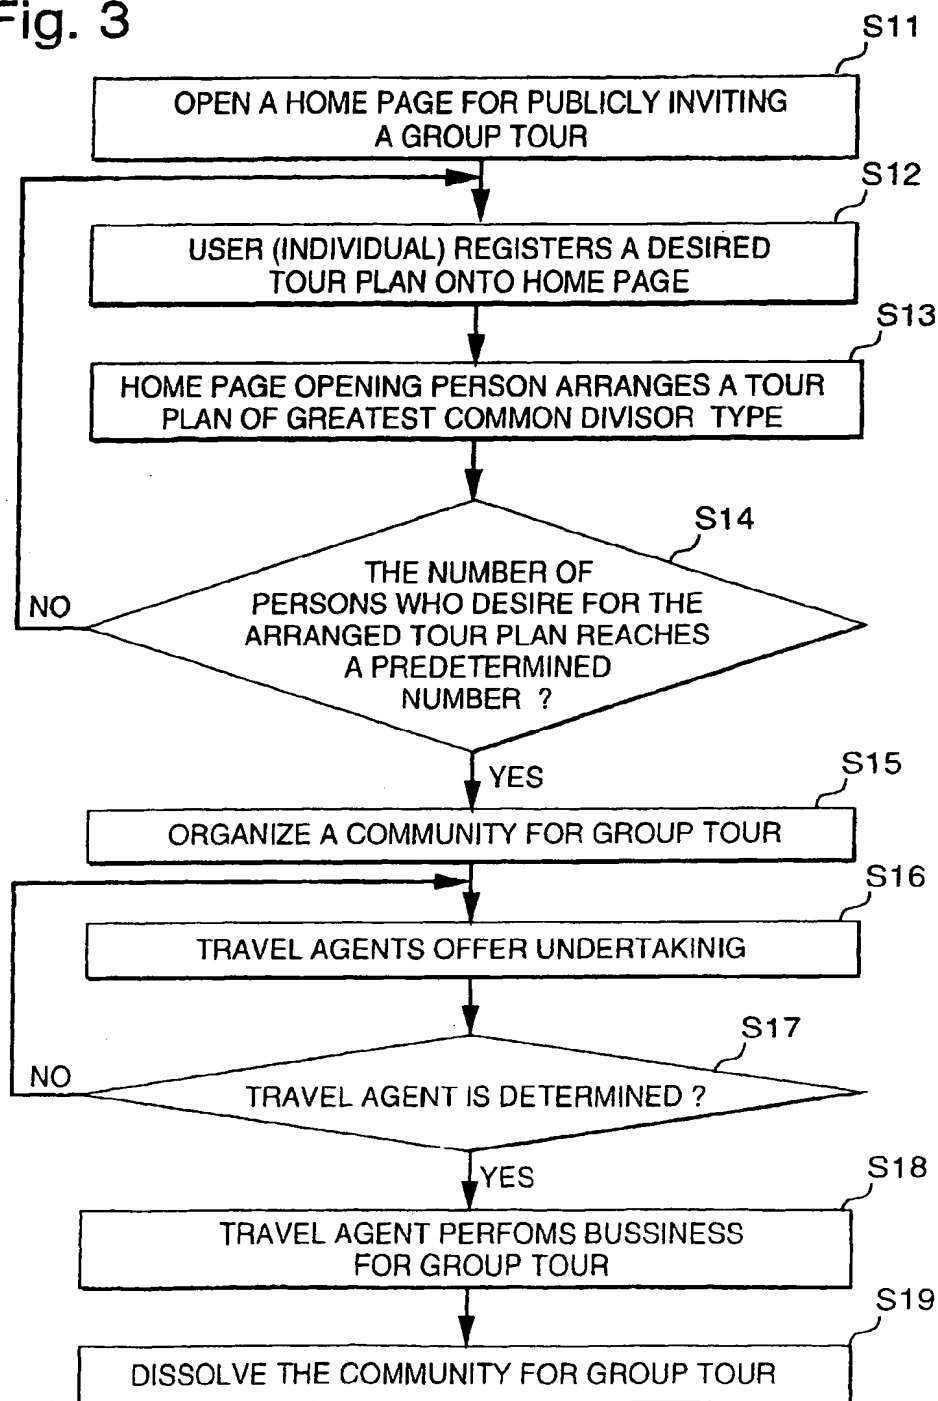 Fig. 3
S11
OPEN A HOME PAGE FOR PUBLICLY INVITING
A GROUP TOUR
S12
USER (INDIVIDUAL) REGISTERS A DESIRED
TOUR PLAN ONTO HOME PAGE
S13
HOME PAGE OPENING PERSON ARRANGES A TOUR
PLAN OF GREATEST COMMON DIVISOR TYPE
S14
THE NUMBER OF
PERSONS WHO DESIRE FOR THE
ARRANGED TOUR PLAN REACHES
A PREDETERMINED
NUMBER ?
NO
YES
S15
ORGANIZE A COMMUNITY FOR GROUP TOUR
S16
TRAVEL AGENTS OFFER UNDERTAKINIG
S17
TRAVEL AGENT IS DETERMINED ?
NO
YES
S18
TRAVEL AGENT PERFOMS BUSSINESS
FOR GROUP TOUR
S19
DISSOLVE THE COMMUNITY FOR GROUP TOUR